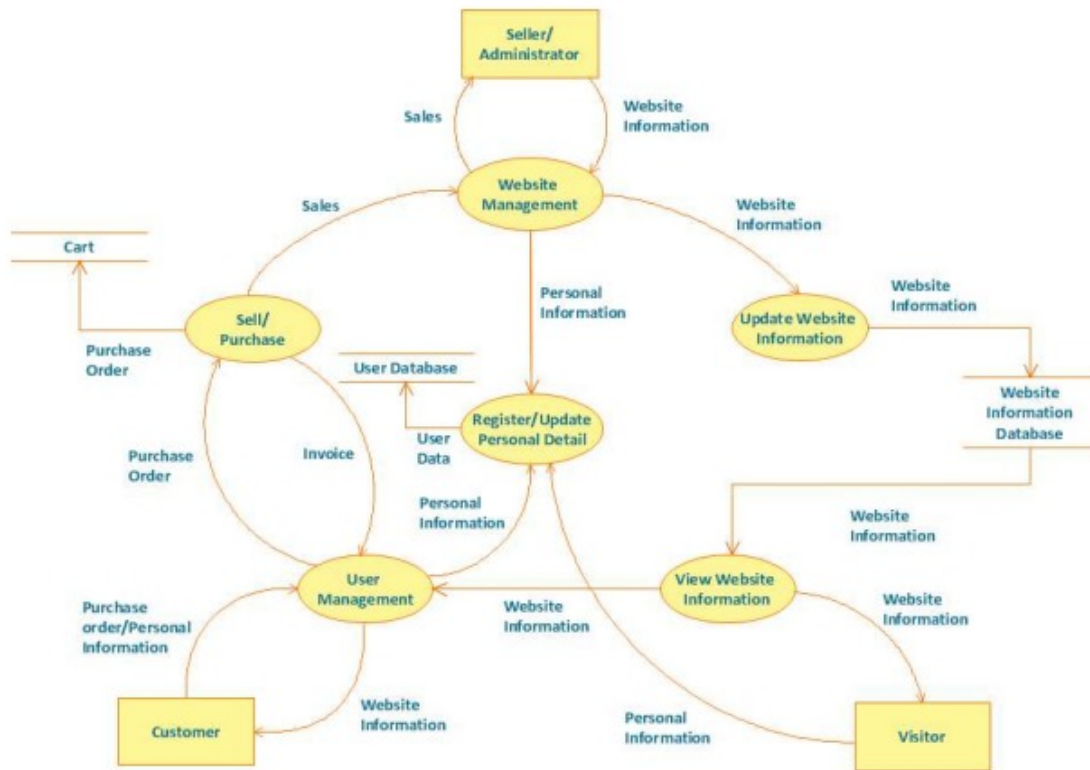 Seller/
Administrator
Sales
Website
Information
Website
Management
Sales
Website
Information
Cart
Website
Information
Personal
Information
Sell/
Purchase
Update Website
Information
Purchase
Order
User Database
Website
Information
Database
Register/Update
Personal Detail
User
Data
Purchase
Order
Invoice
Personal
Information
Website
Information
User
Management
View Website
Information
Purchase
order/Personal
Information
Website
Information
Website
Information
Website
Information
Personal
Information
Customer
Visitor